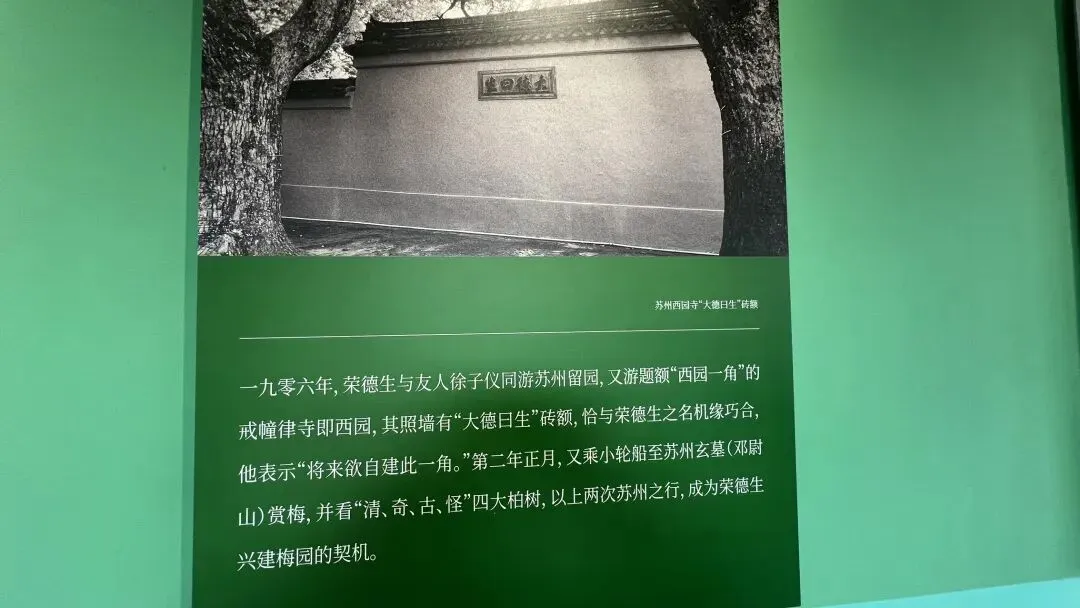 大德曰生
苏州西园寺“大德曰生”砖额
一九零六年，荣德生与友人徐子仪同游苏州留园，又游题额“西园一角”的
戒幢律寺即西园，其照墙有“大德曰生”砖额，恰与荣德生之名机缘巧合，
他表示“将来欲自建此一角。”第二年正月，又乘小轮船至苏州玄墓（邓尉
山）赏梅，并看“清、奇、古、怪”四大柏树，以上两次苏州之行，成为荣德生
兴建梅园的契机。